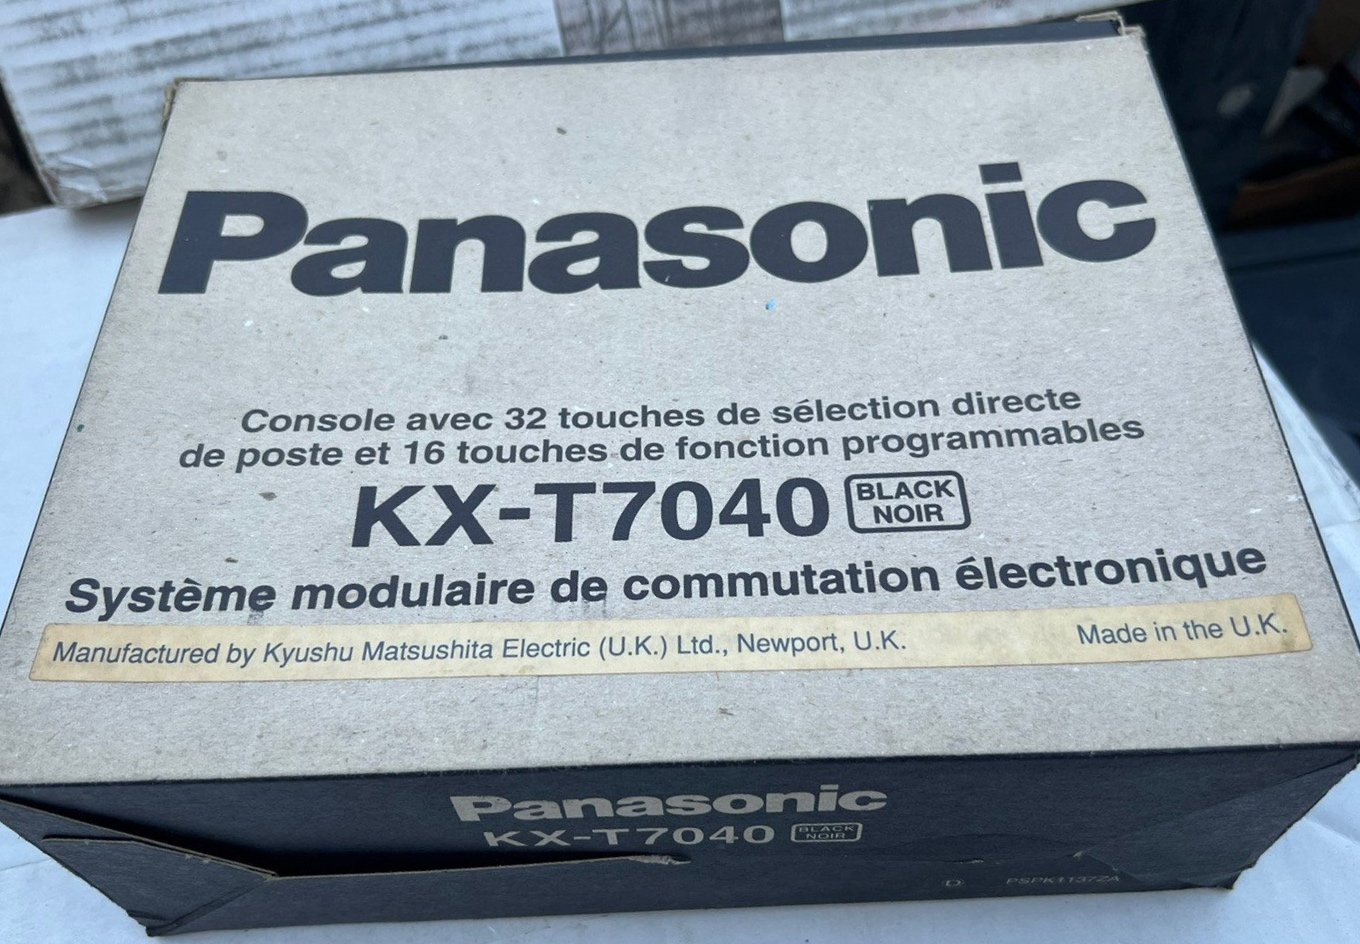 Panasonic
Console avec 32 touches de sélection directe
de poste et 16 touches de fonction programmables
KX-T7040 BLACK
NOIR
Système modulaire de commutation électronique
Manufactured by Kyushu Matsushita Electric (U.K.) Ltd., Newport, U.K. Made in the U.K.
Panasonic
KX-T7040 BLACK
NOIR
D PSPK1137ZA